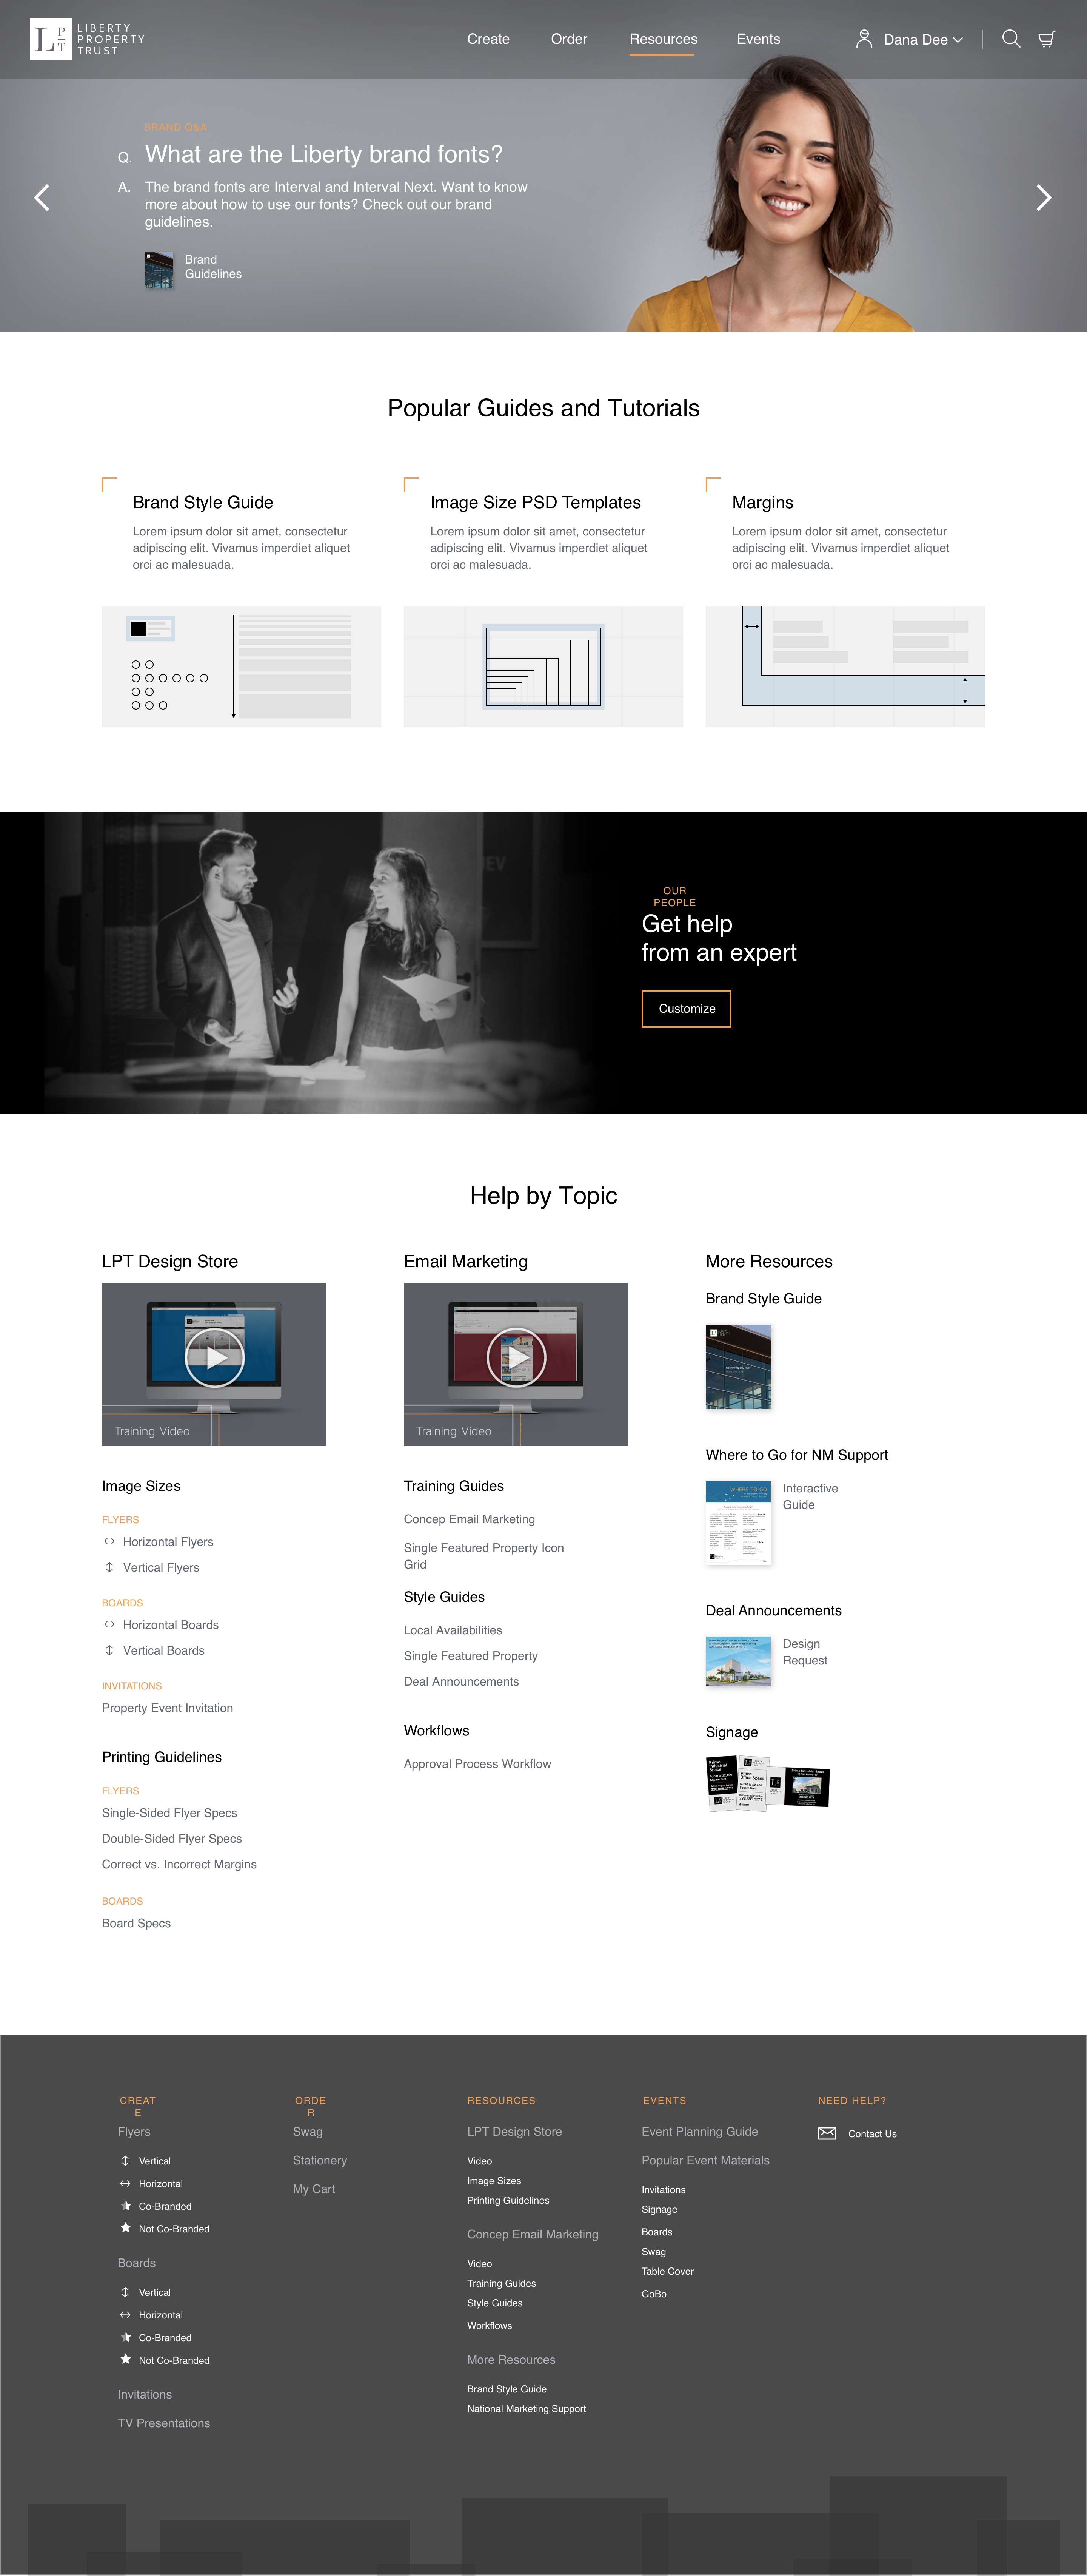 LPT
LIBERTY
PROPERTY
TRUST
Create
Order
Resources
Events
Dana Dee
BRAND Q&A
Q. What are the Liberty brand fonts?
A. The brand fonts are Interval and Interval Next. Want to know
more about how to use our fonts? Check out our brand
guidelines.
Brand
Guidelines
Popular Guides and Tutorials
Brand Style Guide
Lorem ipsum dolor sit amet, consectetur
adipiscing elit. Vivamus imperdiet aliquet
orci ac malesuada.
Image Size PSD Templates
Lorem ipsum dolor sit amet, consectetur
adipiscing elit. Vivamus imperdiet aliquet
orci ac malesuada.
Margins
Lorem ipsum dolor sit amet, consectetur
adipiscing elit. Vivamus imperdiet aliquet
orci ac malesuada.
OUR
PEOPLE
Get help
from an expert
Customize
Help by Topic
LPT Design Store
Training Video
Image Sizes
FLYERS
Horizontal Flyers
Vertical Flyers
BOARDS
Horizontal Boards
Vertical Boards
INVITATIONS
Property Event Invitation
Printing Guidelines
FLYERS
Single-Sided Flyer Specs
Double-Sided Flyer Specs
Correct vs. Incorrect Margins
BOARDS
Board Specs
Email Marketing
Training Video
Training Guides
Concep Email Marketing
Single Featured Property Icon
Grid
Style Guides
Local Availabilities
Single Featured Property
Deal Announcements
Workflows
Approval Process Workflow
More Resources
Brand Style Guide
Where to Go for NM Support
WHERE TO GO
Interactive
Guide
Deal Announcements
Design
Request
Signage
Prime
Industrial
Space
Prime
Office Space
CREAT
E
Flyers
Vertical
Horizontal
Co-Branded
Not Co-Branded
Boards
Vertical
Horizontal
Co-Branded
Not Co-Branded
Invitations
TV Presentations
ORDE
R
Swag
Stationery
My Cart
RESOURCES
LPT Design Store
Video
Image Sizes
Printing Guidelines
Concep Email Marketing
Video
Training Guides
Style Guides
Workflows
More Resources
Brand Style Guide
National Marketing Support
EVENTS
Event Planning Guide
Popular Event Materials
Invitations
Signage
Boards
Swag
Table Cover
GoBo
NEED HELP?
Contact Us